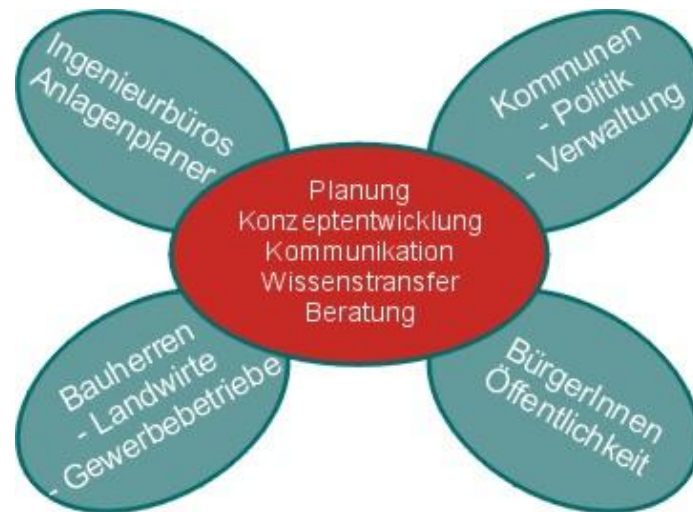 Ingenieurbüros
Anlagenplaner
Kommunen
- Politik
- Verwaltung
Planung
Konzeptentwicklung
Kommunikation
Wissenstransfer
Beratung
Bauherren
- Landwirte
- Gewerbebetriebe
BürgerInnen
Öffentlichkeit